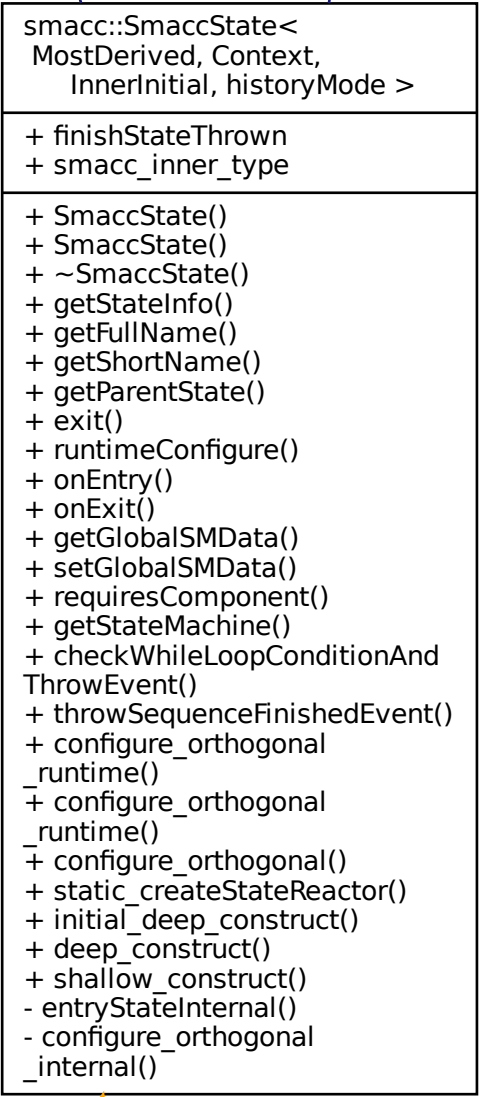 smacc::SmaccState<
MostDerived, Context,
InnerInitial, historyMode >
+ finishStateThrown
+ smacc_inner_type
+ SmaccState()
+ SmaccState()
+ ~SmaccState()
+ getStateInfo()
+ getFullName()
+ getShortName()
+ getParentState()
+ exit()
+ runtimeConfigure()
+ onEntry()
+ onExit()
+ getGlobalSMData()
+ setGlobalSMData()
+ requiresComponent()
+ getStateMachine()
+ checkWhileLoopConditionAnd
ThrowEvent()
+ throwSequenceFinishedEvent()
+ configure_orthogonal
_runtime()
+ configure_orthogonal
_runtime()
+ configure_orthogonal()
+ static_createStateReactor()
+ initial_deep_construct()
+ deep_construct()
+ shallow_construct()
- entryStateInternal()
- configure_orthogonal
_internal()